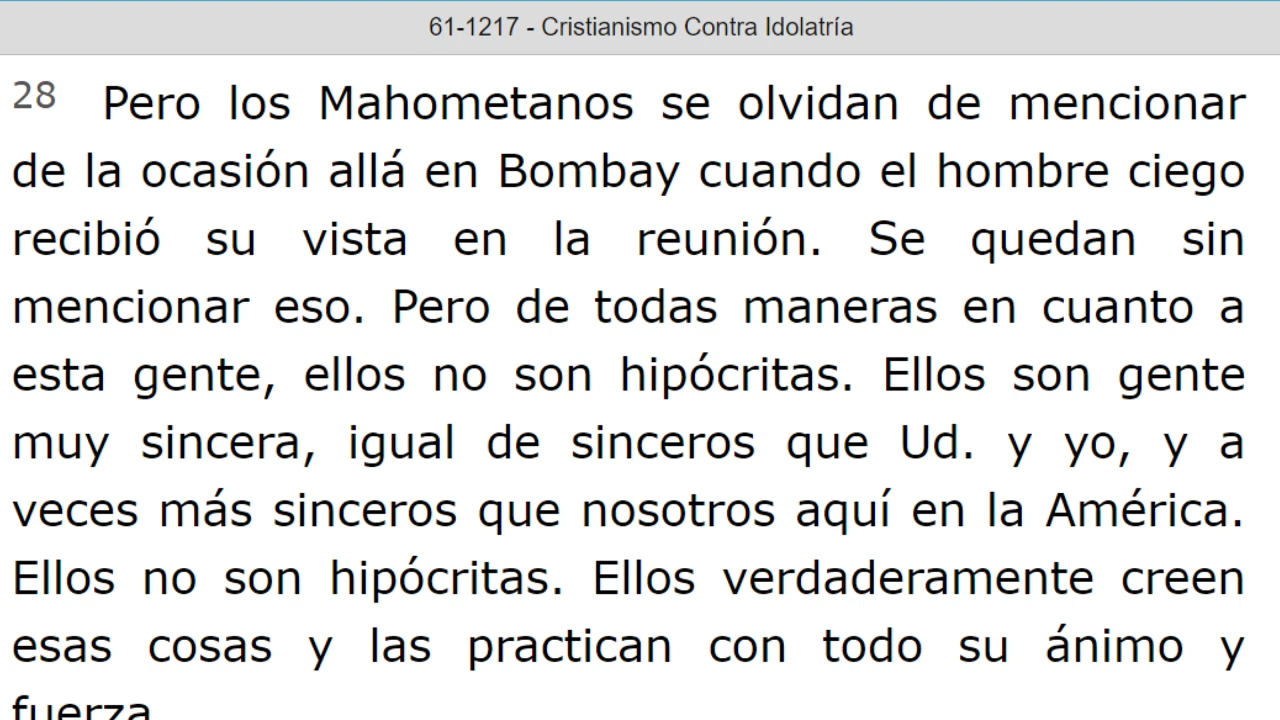 61-1217 - Cristianismo Contra Idolatría
28 Pero los Mahometanos se olvidan de mencionar
de la ocasión allá en Bombay cuando el hombre ciego
recibió su vista en la reunión. Se quedan sin
mencionar eso. Pero de todas maneras en cuanto a
esta gente, ellos no son hipócritas. Ellos son gente
muy sincera, igual de sinceros que Ud. y yo, y a
veces más sinceros que nosotros aquí en la América.
Ellos no son hipócritas. Ellos verdaderamente creen
esas cosas y las practican con todo su ánimo y
fuerza.